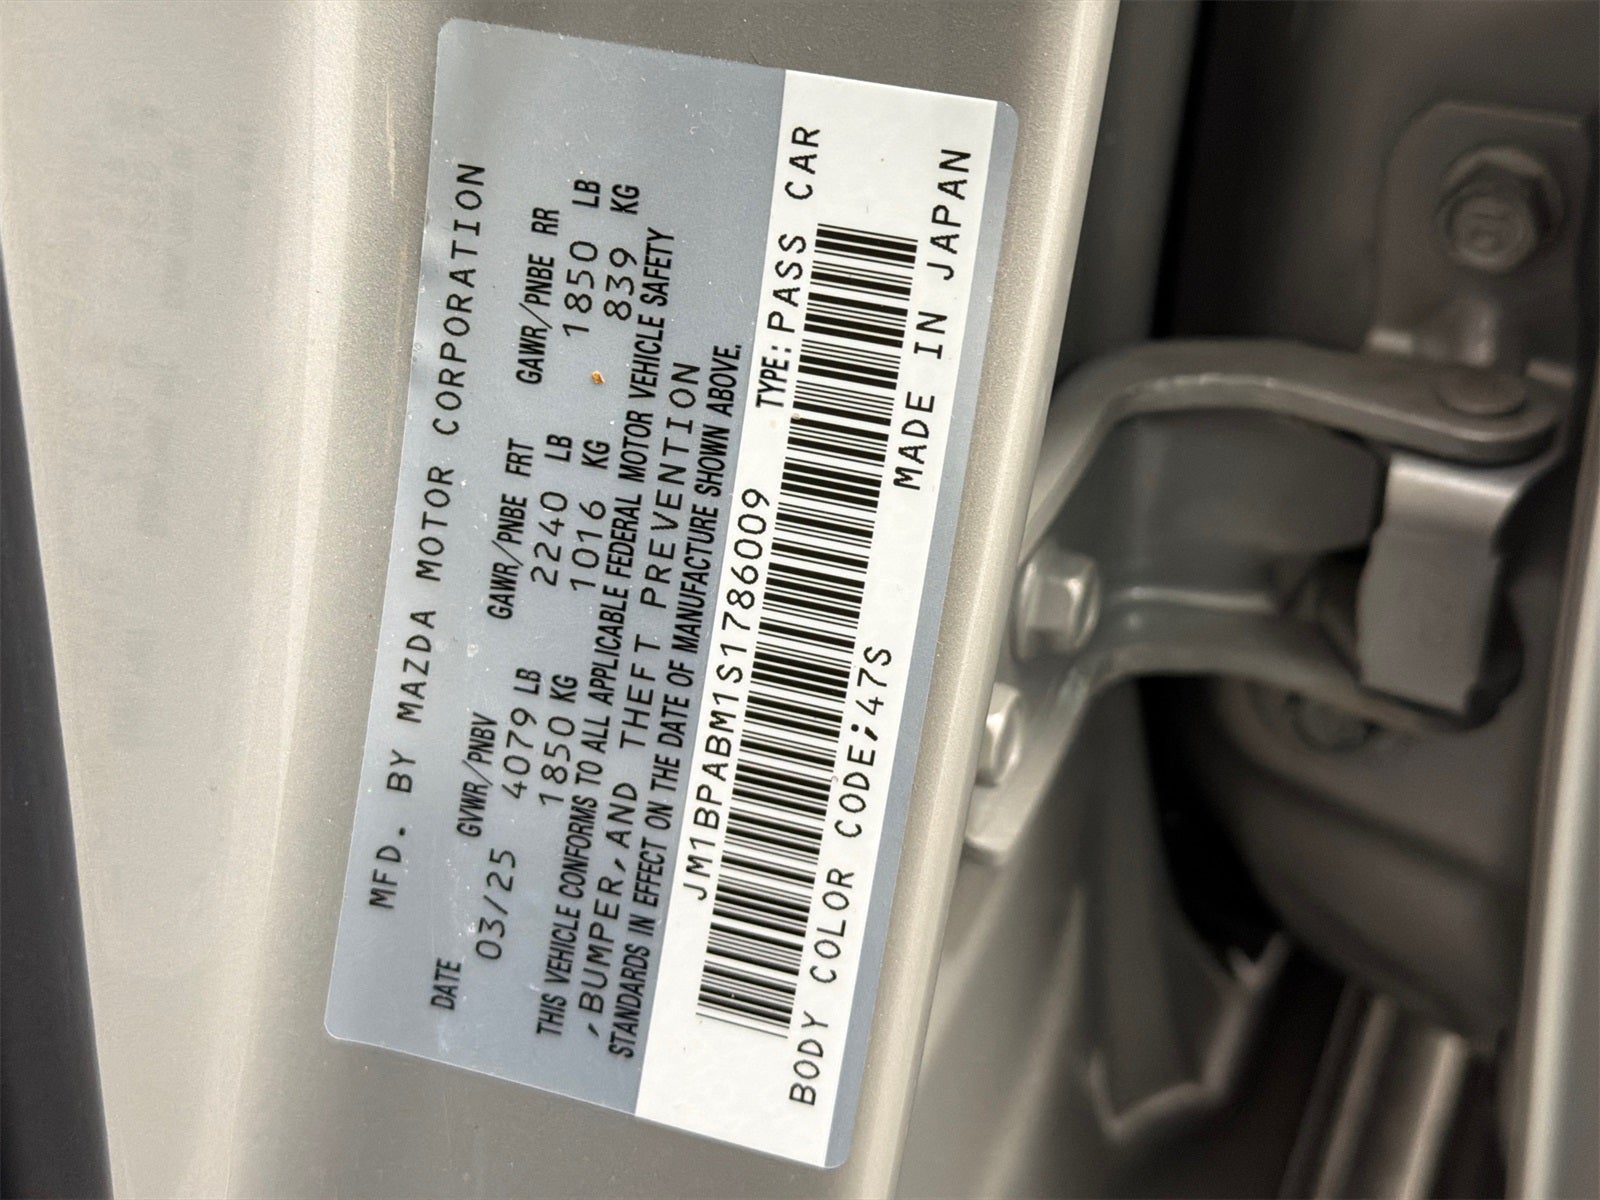 MFD. BY MAZDA MOTOR CORPORATION
DATE GVWR/PNBV GAWR/PNBE FRT GAWR/PNBE RR
03/25 4079 LB 2240 LB 1850 LB
1850 KG 1016 KG 839 KG
THIS VEHICLE CONFORMS TO ALL APPLICABLE FEDERAL MOTOR VEHICLE SAFETY
,BUMPER,AND THEFT PREVENTION
STANDARDS IN EFFECT ON THE DATE OF MANUFACTURE SHOWN ABOVE.
JM1BPABM1S1786009 TYPE: PASS CAR
BODY COLOR CODE;47S MADE IN JAPAN